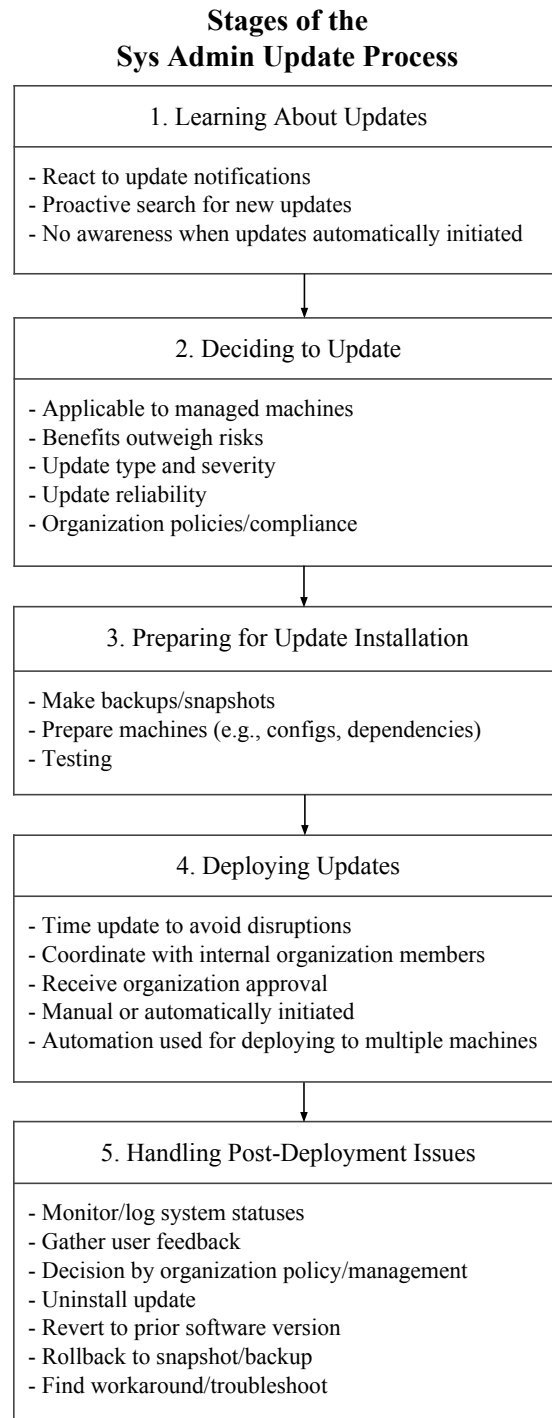 Stages of the
Sys Admin Update Process
1. Learning About Updates
- React to update notifications
- Proactive search for new updates
- No awareness when updates automatically initiated
2. Deciding to Update
- Applicable to managed machines
- Benefits outweigh risks
- Update type and severity
- Update reliability
- Organization policies/compliance
3. Preparing for Update Installation
- Make backups/snapshots
- Prepare machines (e.g., configs, dependencies)
- Testing
4. Deploying Updates
- Time update to avoid disruptions
- Coordinate with internal organization members
- Receive organization approval
- Manual or automatically initiated
- Automation used for deploying to multiple machines
5. Handling Post-Deployment Issues
- Monitor/log system statuses
- Gather user feedback
- Decision by organization policy/management
- Uninstall update
- Revert to prior software version
- Rollback to snapshot/backup
- Find workaround/troubleshoot